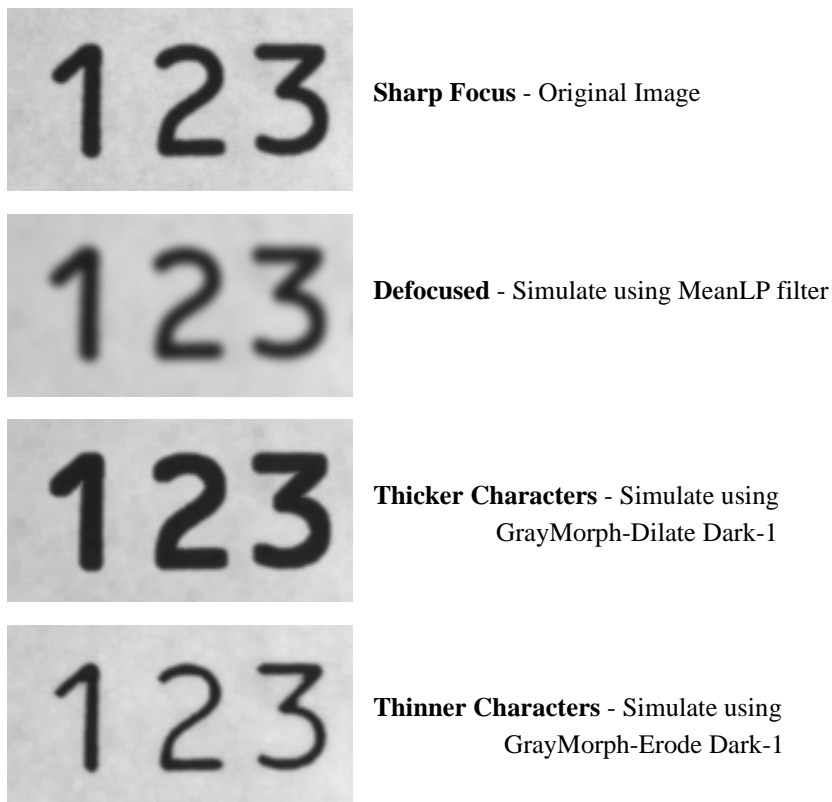 123
Sharp Focus - Original Image
123
Defocused - Simulate using MeanLP filter
123
Thicker Characters - Simulate using
GrayMorph-Dilate Dark-1
123
Thinner Characters - Simulate using
GrayMorph-Erode Dark-1